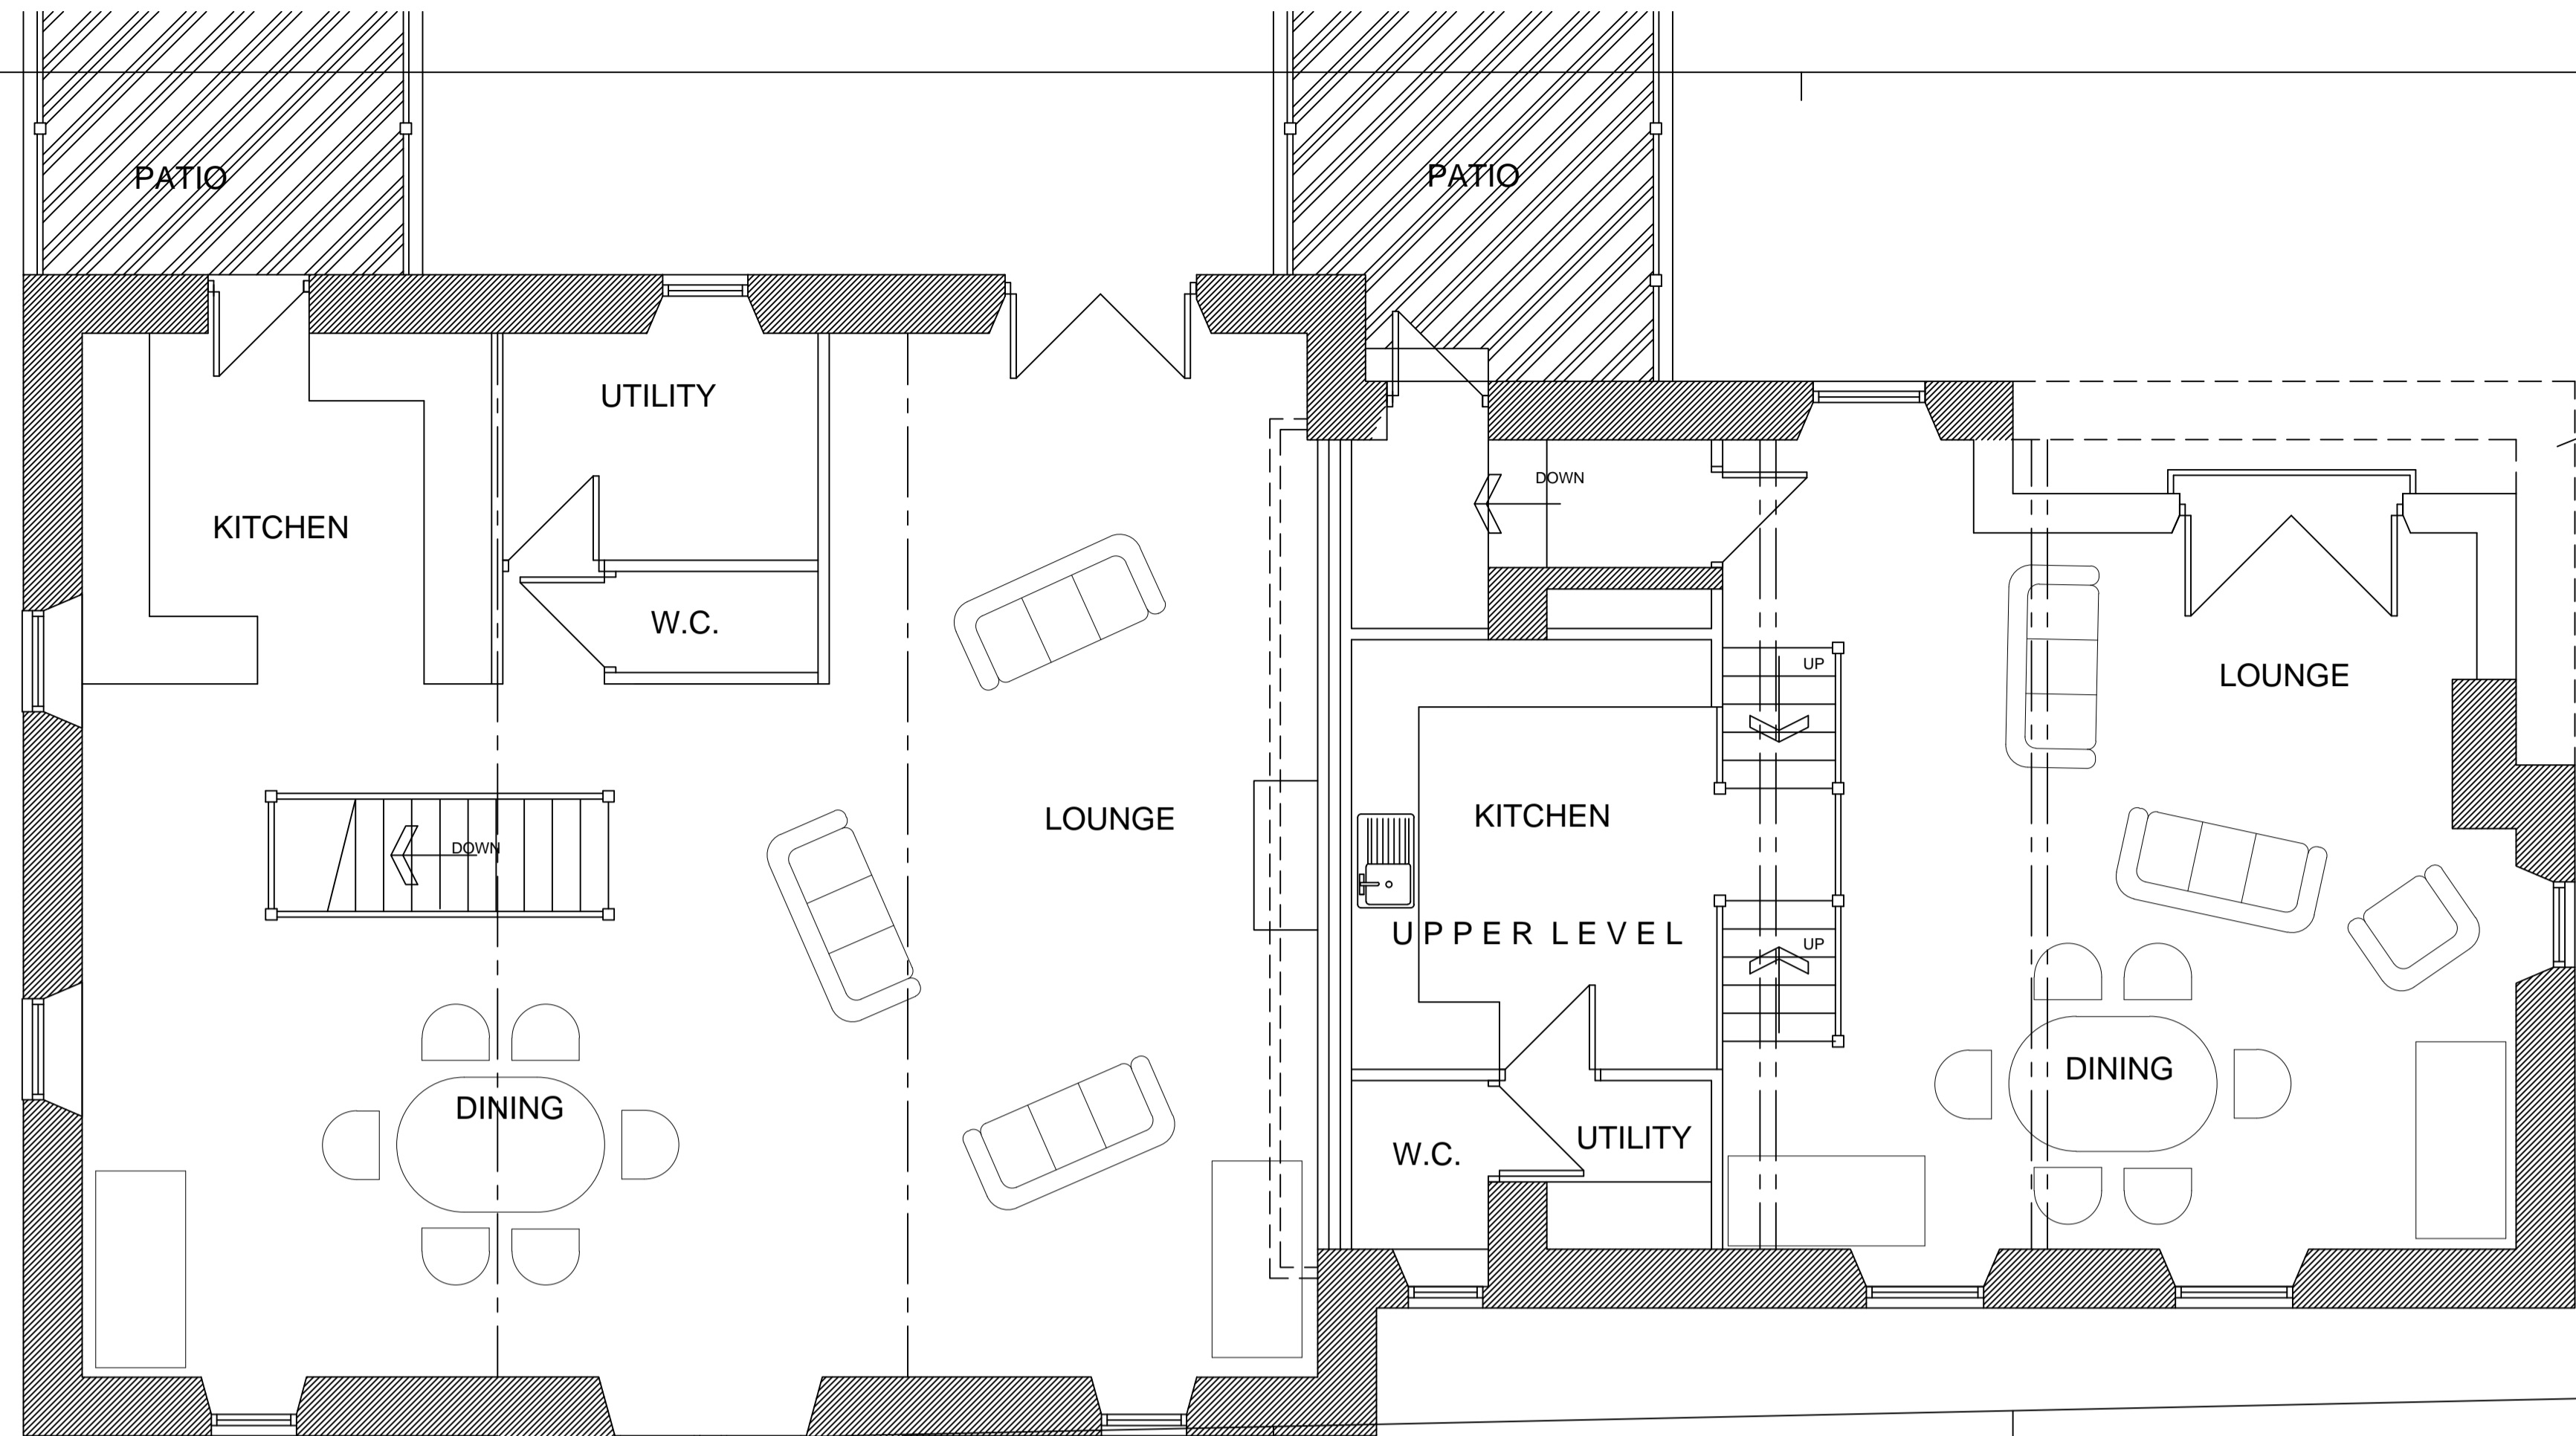 PATIO
PATIO
UTILITY
DOWN
KITCHEN
W.C.
UP
LOUNGE
LOUNGE
KITCHEN
DOWN
UPPER LEVEL
UP
DINING
DINING
UTILITY
W.C.